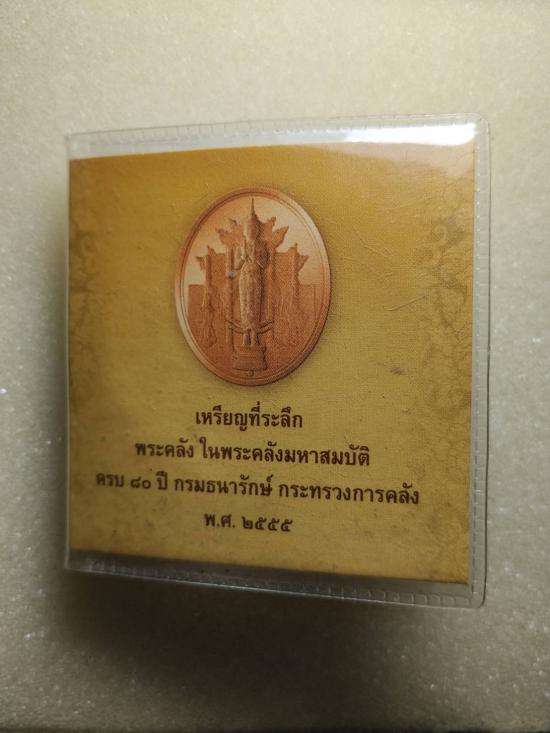 เหรียญที่ระลึก
พระคลัง ในพระคลังมหาสมบัติ
ครบ ๘๐ ปี กรมธนารักษ์ กระทรวงการคลัง
พ.ศ. ๒๕๕๕